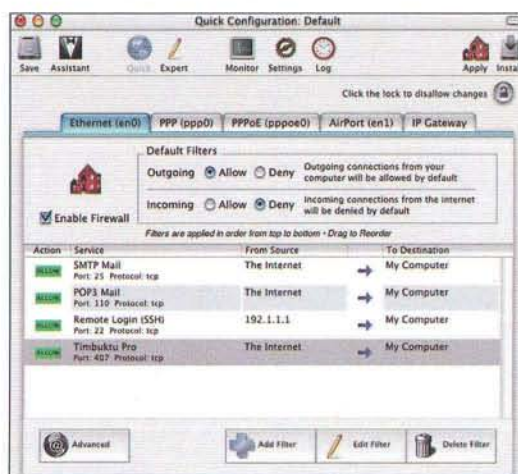 Quick Configuration: Default
Save Assistant Quick Expert Monitor Settings Log Apply Instal
Click the lock to disallow changes
Ethernet (en0) PPP (ppp0) PPPoE (pppoe0) AirPort (en1) IP Gateway
Default Filters
Outgoing Allow Deny Outgoing connections from your
computer will be allowed by default
Incoming Allow Deny Incoming connections from the internet
will be denied by default
Enable Firewall
Filters are applied in order from top to bottom • Drag to Reorder
Action Service From Source To Destination
ALLOW SMTP Mail The Internet My Computer
Port: 25 Protocol: tcp
ALLOW POP3 Mail The Internet My Computer
Port: 110 Protocol: tcp
ALLOW Remote Login (SSH) 192.1.1.1 My Computer
Port: 22 Protocol: tcp
ALLOW Timbuktu Pro The Internet My Computer
Port: 407 Protocol: tcp
Advanced Add Filter Edit Filter Delete Filter